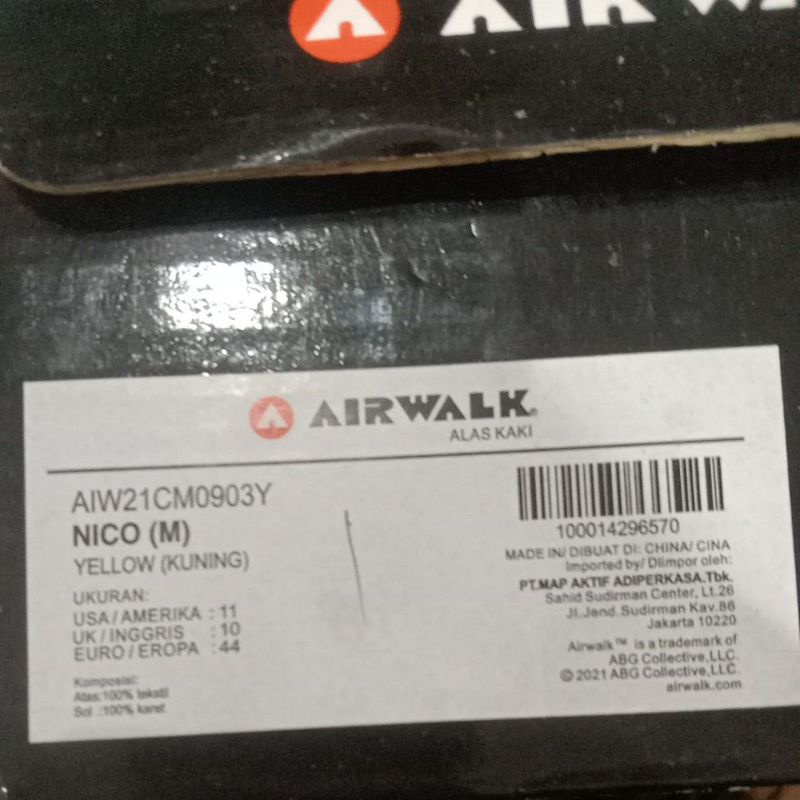 AIRWA
AIRWALK®
ALAS KAKI
AIW21CM0903Y
NICO (M)
YELLOW (KUNING)
UKURAN:
USA / AMERIKA : 11
UK / INGGRIS : 10
EURO / EROPA : 44
Komposisi:
Atas :100% tekstil
Sol :100% karet
100014296570
MADE IN/ DIBUAT DI: CHINA/ CINA
Imported by/ DIimpor oleh:
PT.MAP AKTIF ADIPERKASA.Tbk.
Sahid Sudirman Center, Lt.26
Jl.Jend.Sudirman Kav.86
Jakarta 10220
Airwalk™ is a trademark of
ABG Collective,LLC.
©2021 ABG Collective,LLC.
airwalk.com